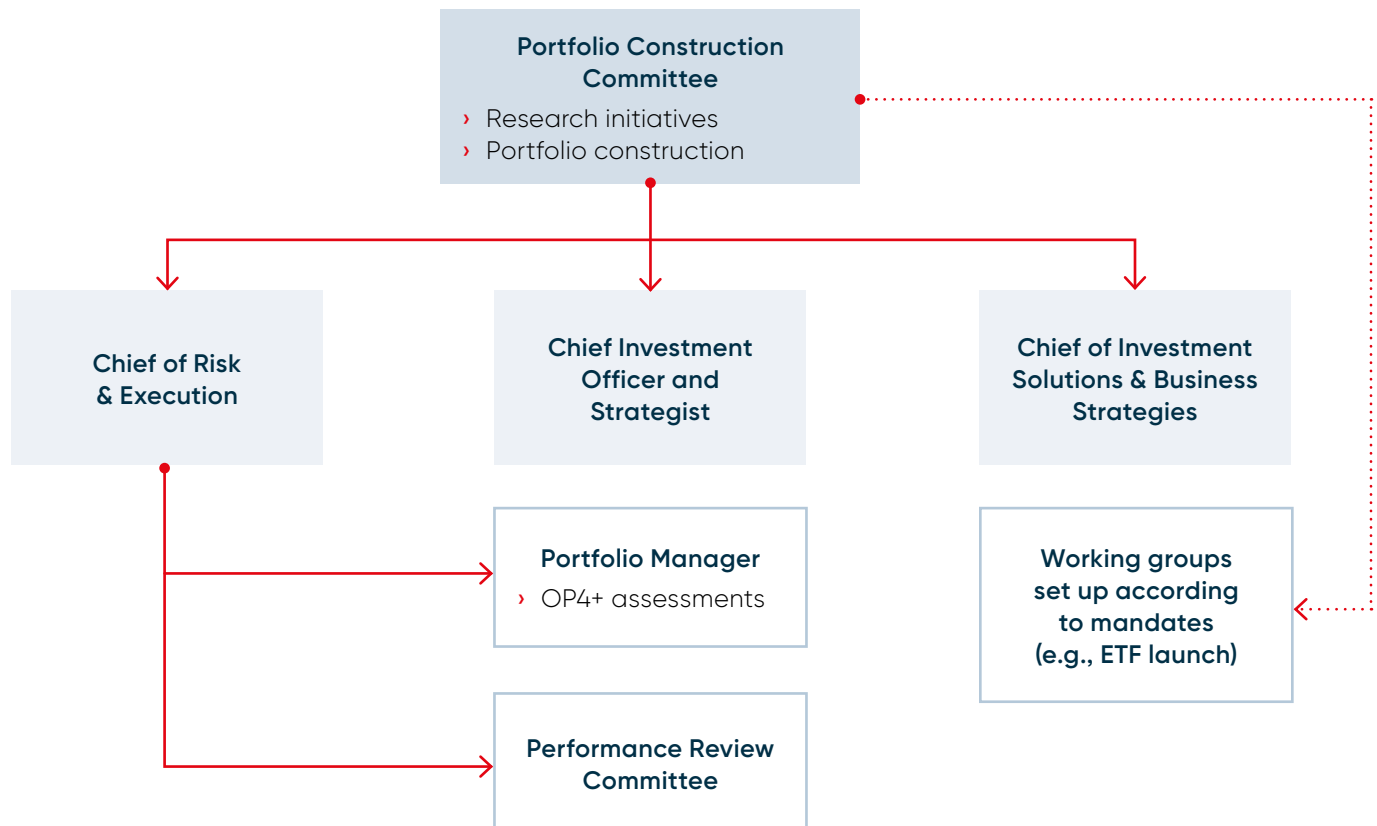 Portfolio Construction
Committee
› Research initiatives
› Portfolio construction
Chief of Risk
& Execution
Chief Investment
Officer and
Strategist
Chief of Investment
Solutions & Business
Strategies
Portfolio Manager
› OP4+ assessments
Working groups
set up according
to mandates
(e.g., ETF launch)
Performance Review
Committee